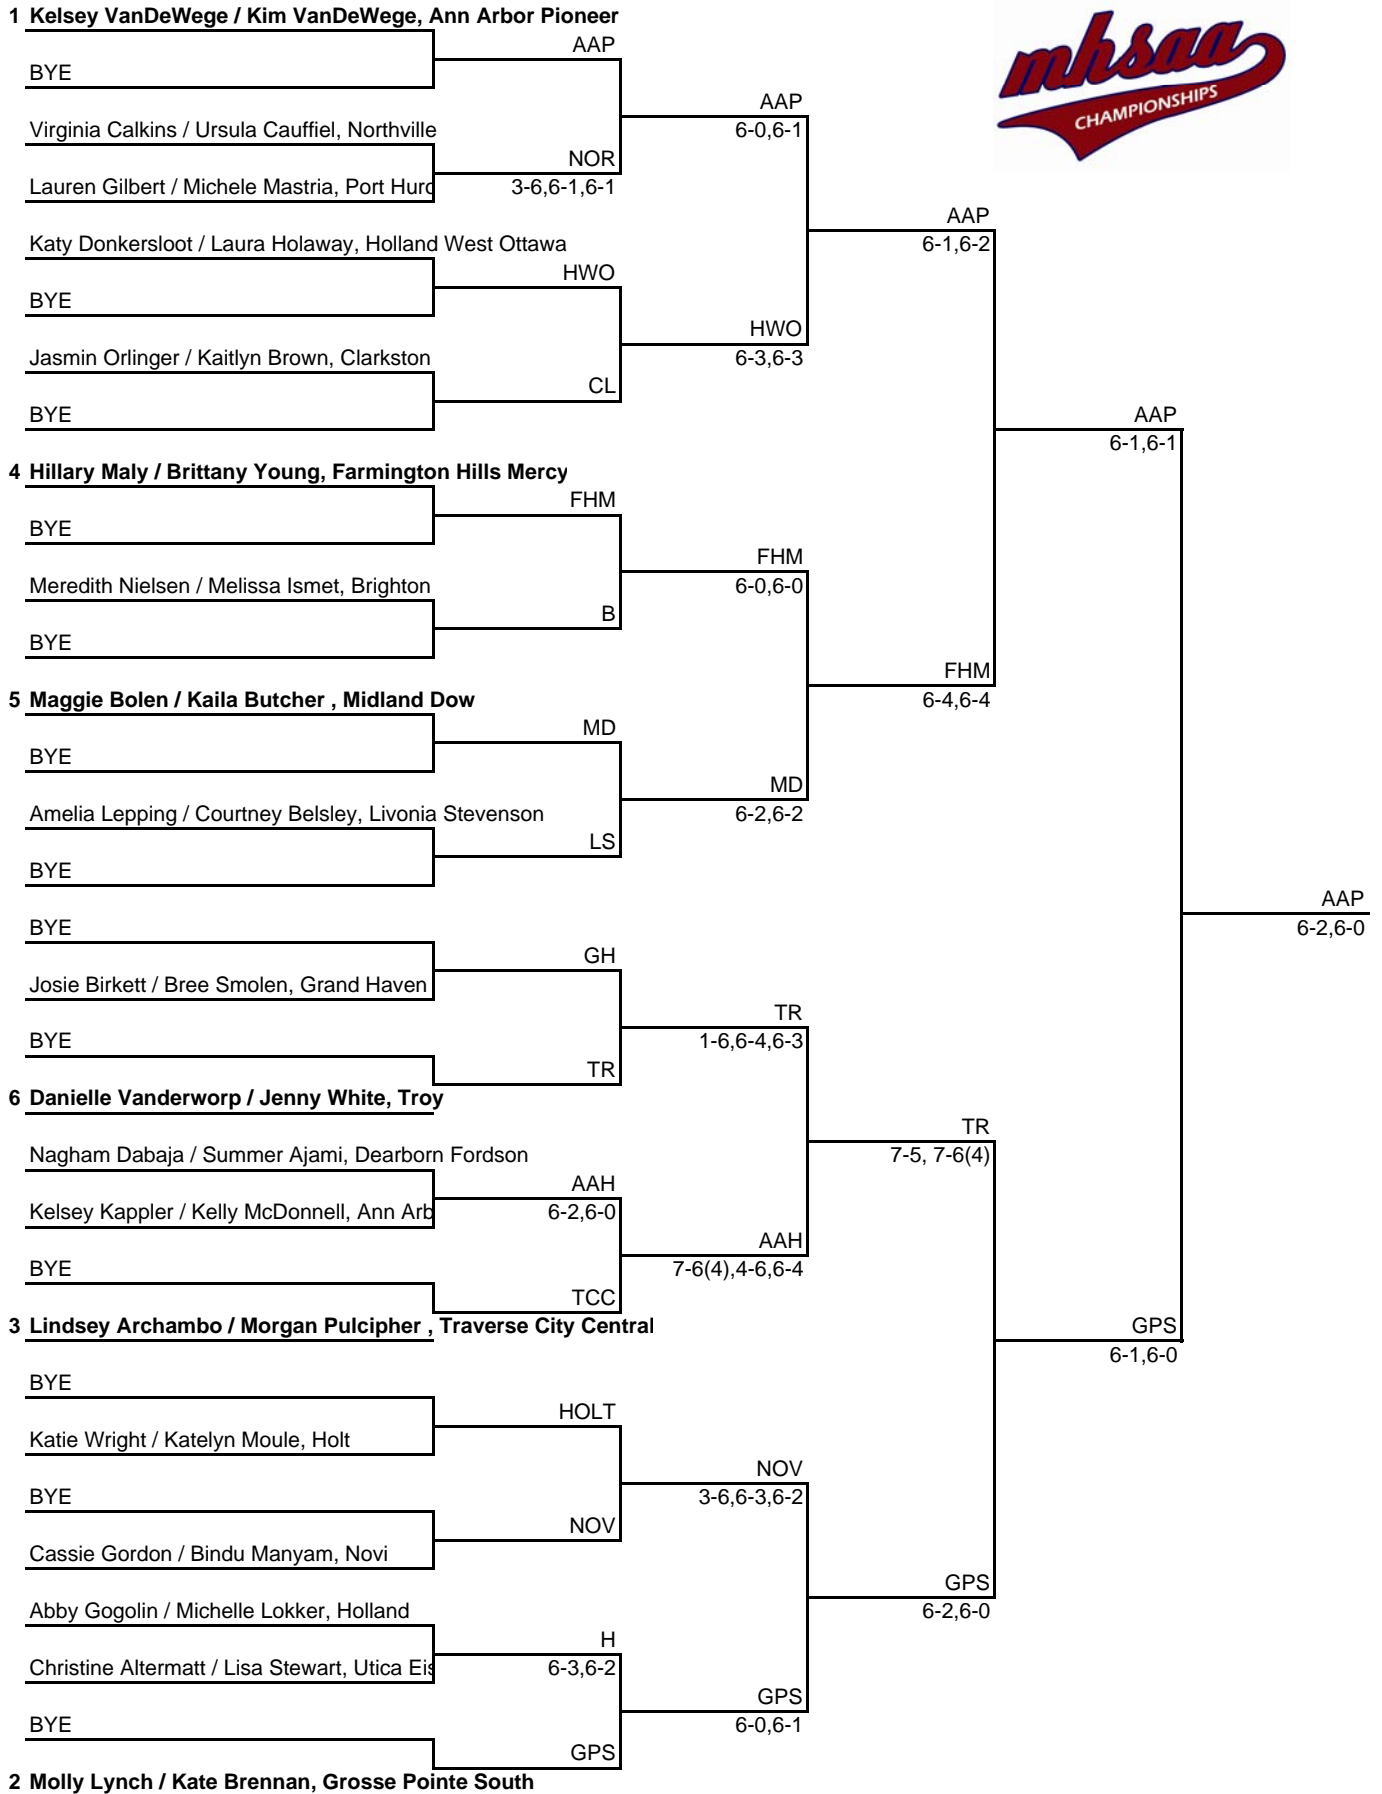 1 Kelsey VanDeWege / Kim VanDeWege, Ann Arbor Pioneer
mhsaa
CHAMPIONSHIPS
AAP
BYE
AAP
6-0,6-1
Virginia Calkins / Ursula Cauffiel, Northville
NOR
3-6,6-1,6-1
Lauren Gilbert / Michele Mastria, Port Huro
AAP
6-1,6-2
Katy Donkersloot / Laura Holaway, Holland West Ottawa
HWO
BYE
HWO
6-3,6-3
Jasmin Orlinger / Kaitlyn Brown, Clarkston
CL
BYE
AAP
6-1,6-1
4 Hillary Maly / Brittany Young, Farmington Hills Mercy
FHM
BYE
FHM
6-0,6-0
Meredith Nielsen / Melissa Ismet, Brighton
B
BYE
FHM
6-4,6-4
5 Maggie Bolen / Kaila Butcher , Midland Dow
MD
BYE
MD
6-2,6-2
Amelia Lepping / Courtney Belsley, Livonia Stevenson
LS
BYE
AAP
6-2,6-0
BYE
GH
Josie Birkett / Bree Smolen, Grand Haven
TR
1-6,6-4,6-3
BYE
TR
6 Danielle Vanderworp / Jenny White, Troy
TR
7-5, 7-6(4)
Nagham Dabaja / Summer Ajami, Dearborn Fordson
AAH
6-2,6-0
Kelsey Kappler / Kelly McDonnell, Ann Arb
AAH
7-6(4),4-6,6-4
BYE
TCC
3 Lindsey Archambo / Morgan Pulcipher , Traverse City Central
GPS
6-1,6-0
BYE
HOLT
Katie Wright / Katelyn Moule, Holt
NOV
3-6,6-3,6-2
BYE
NOV
Cassie Gordon / Bindu Manyam, Novi
GPS
6-2,6-0
Abby Gogolin / Michelle Lokker, Holland
H
6-3,6-2
Christine Altermatt / Lisa Stewart, Utica Eis
GPS
6-0,6-1
BYE
GPS
2 Molly Lynch / Kate Brennan, Grosse Pointe South